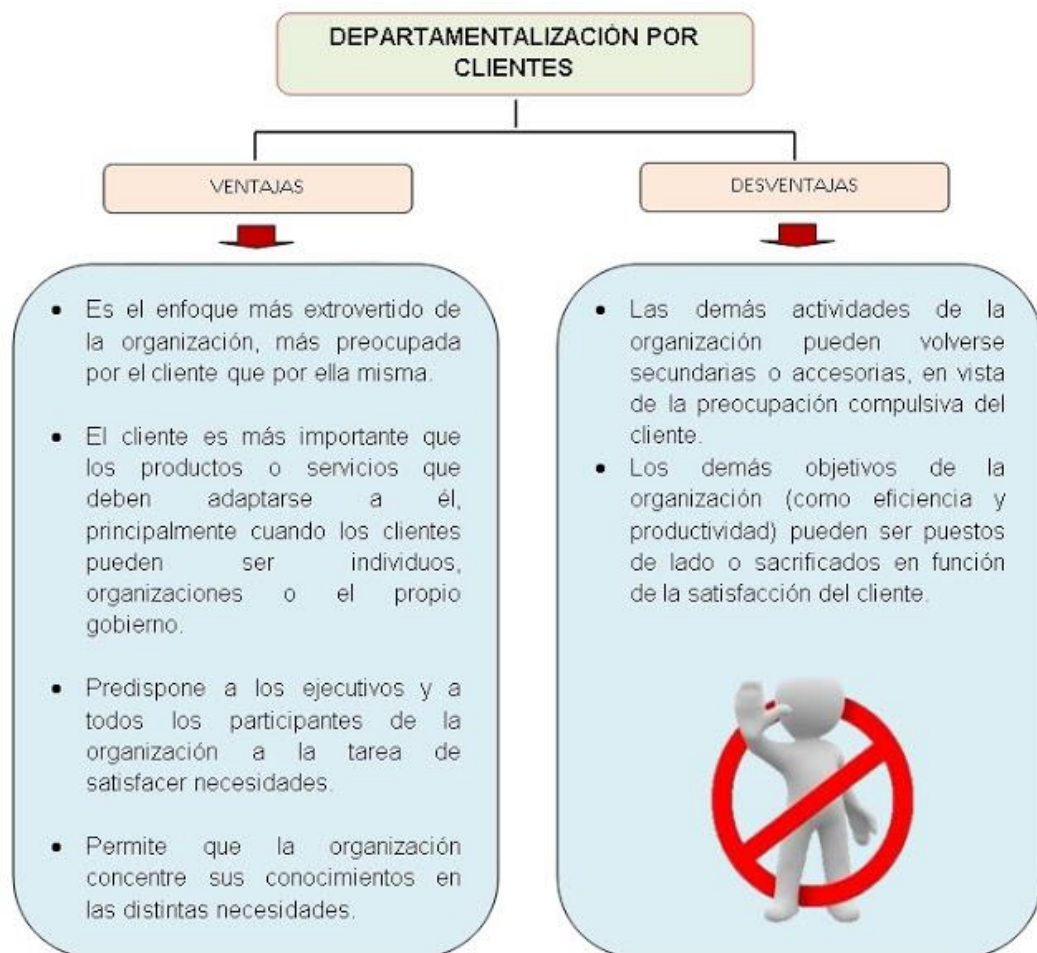 DEPARTAMENTALIZACIÓN POR
CLIENTES
VENTAJAS
DESVENTAJAS
• Es el enfoque más extrovertido de
la organización, más preocupada
por el cliente que por ella misma.
• El cliente es más importante que
los productos o servicios que
deben adaptarse a él,
principalmente cuando los clientes
pueden ser individuos,
organizaciones o el propio
gobierno.
• Predispone a los ejecutivos y a
todos los participantes de la
organización a la tarea de
satisfacer necesidades.
• Permite que la organización
concentre sus conocimientos en
las distintas necesidades.
• Las demás actividades de la
organización pueden volverse
secundarias o accesorias, en vista
de la preocupación compulsiva del
cliente.
• Los demás objetivos de la
organización (como eficiencia y
productividad) pueden ser puestos
de lado o sacrificados en función
de la satisfacción del cliente.